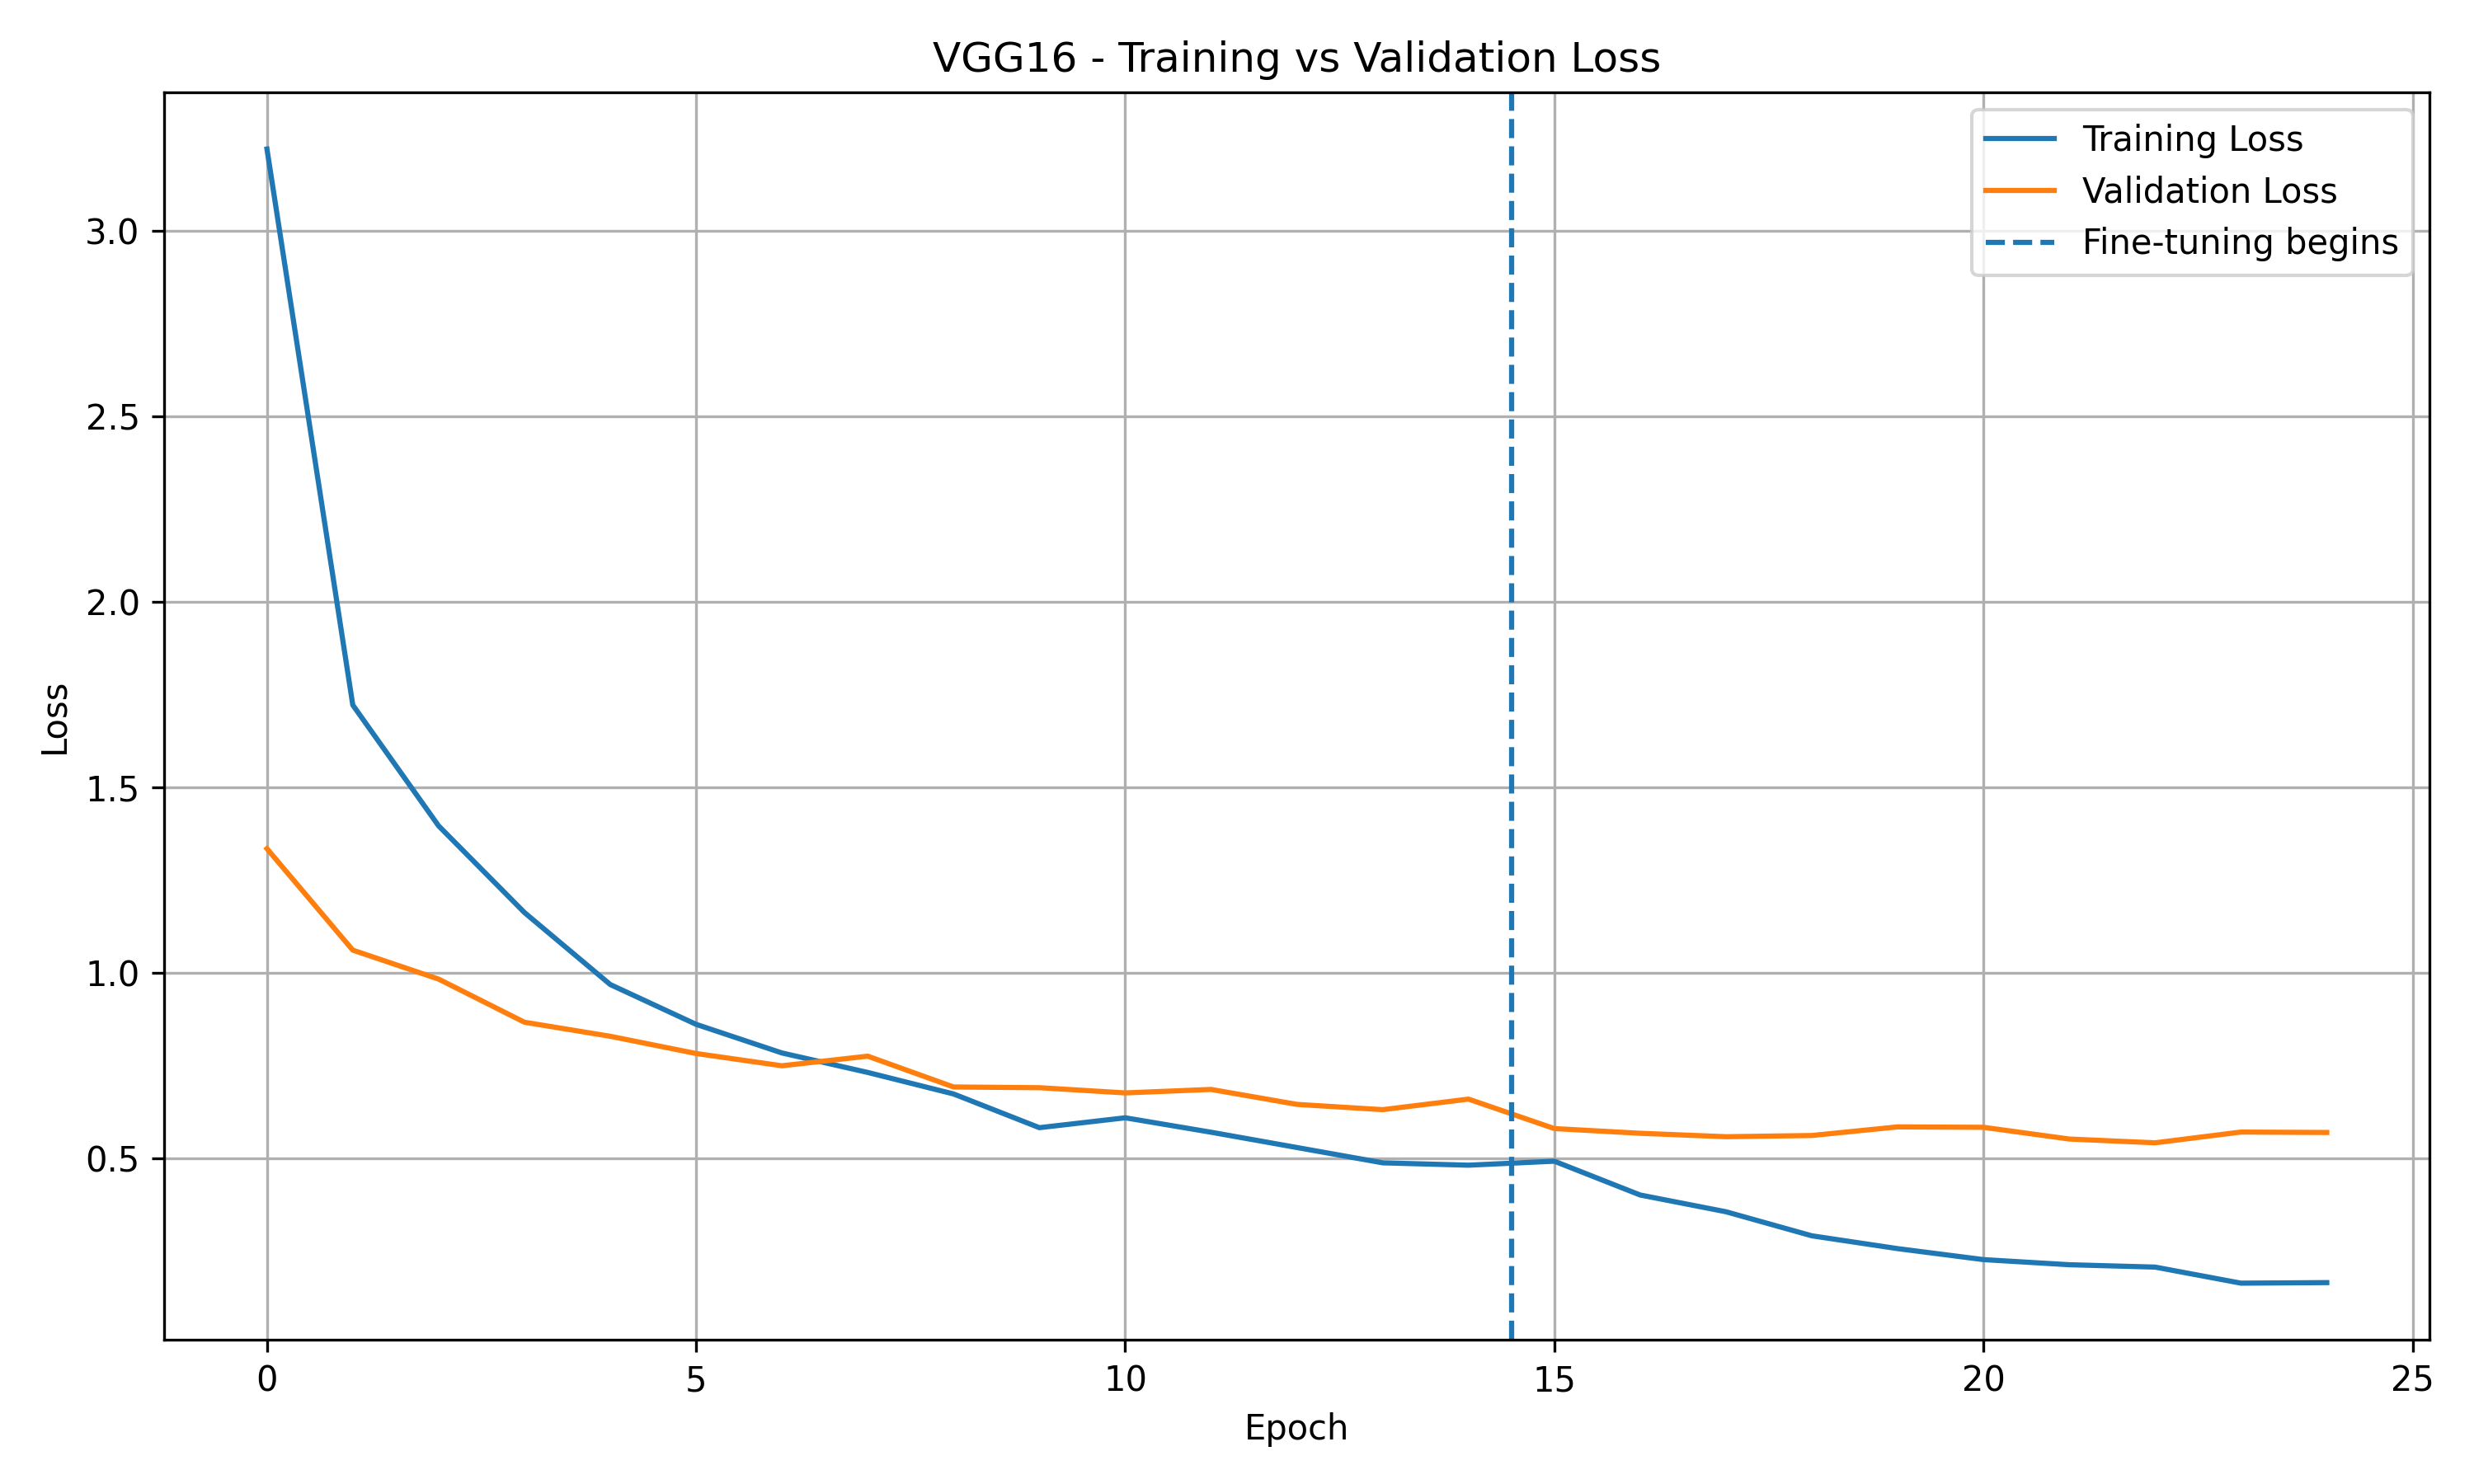 VGG16 - Training vs Validation Loss
Training Loss
Validation Loss
Fine-tuning begins
3.0
2.5
2.0
1.5
1.0
0.5
Loss
0 5 10 15 20 25
Epoch